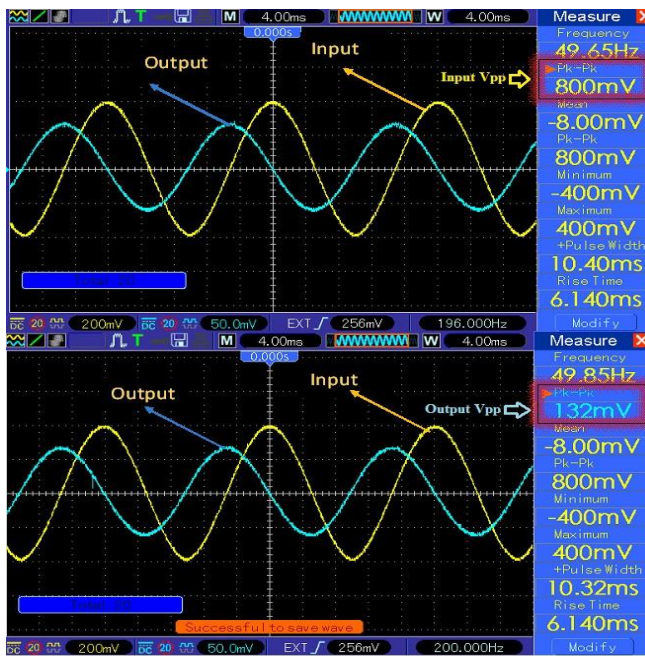 M 4.00ms W 4.00ms Measure
0.000s
Frequency
49.65Hz
Output
Input
Input Vpp
Pk-Pk
800mV
Mean
-8.00mV
Pk-Pk
800mV
Minimum
-400mV
Maximum
400mV
+Pulse Width
10.40ms
Rise Time
6.140ms
DC 20 200mV DC 20 50.0mV EXT 256mV 196.000Hz Modify
T M 4.00ms W 4.00ms Measure
0.000s
Frequency
49.85Hz
Output
Input
Output Vpp
Pk-Pk
132mV
Mean
-8.00mV
Pk-Pk
800mV
Minimum
-400mV
Maximum
400mV
+Pulse Width
10.32ms
Rise Time
6.140ms
Successful to save wave
DC 20 200mV DC 20 50.0mV EXT 256mV 200.000Hz Modify